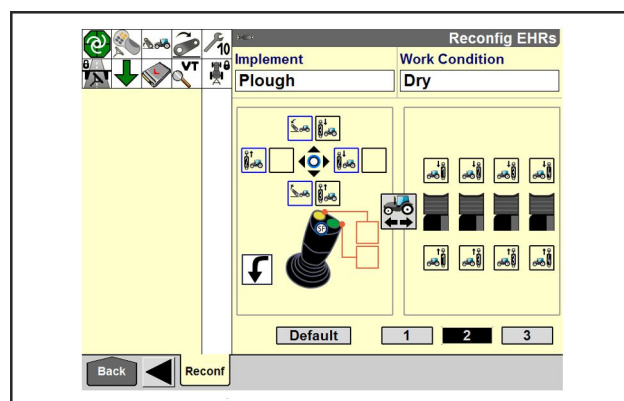 Reconfig EHRs
VT
10
Implement
Work Condition
Plough
Dry
L
SF
Default
1
2
3
Back
Reconf